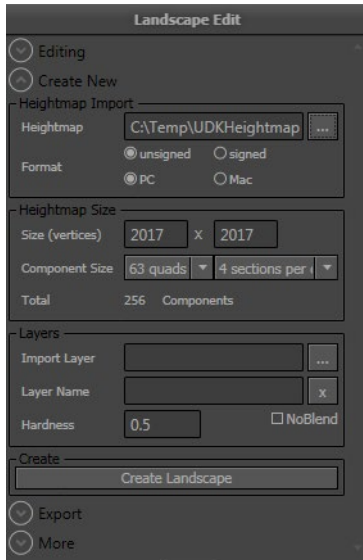 Landscape Edit
Editing
Create New
Heightmap Import
Heightmap C:\Temp\UDKHeightmap ...
Format unsigned signed
PC Mac
Heightmap Size
Size (vertices) 2017 x 2017
Component Size 63 quads 4 sections per
Total 256 Components
Layers
Import Layer ...
Layer Name x
Hardness 0.5 NoBlend
Create
Create Landscape
Export
More